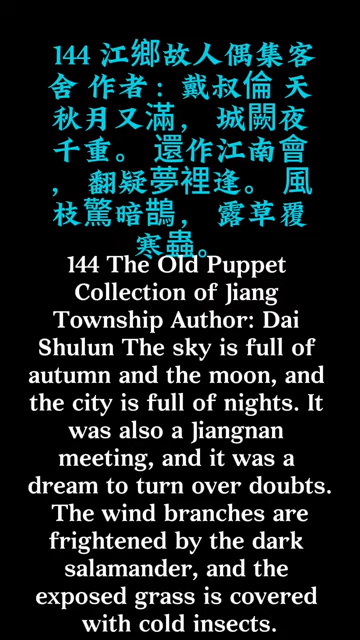 144 江鄉故人偶集客
舍 作者：戴叔倫 天
秋月又滿， 城闕夜
千重。 還作江南會
， 翻疑夢裡逢。 風
枝驚暗鵲， 露草覆
寒蟲。
144 The Old Puppet
Collection of Jiang
Township Author: Dai
Shulun The sky is full of
autumn and the moon, and
the city is full of nights. It
was also a Jiangnan
meeting, and it was a
dream to turn over doubts.
The wind branches are
frightened by the dark
salamander, and the
exposed grass is covered
with cold insects.